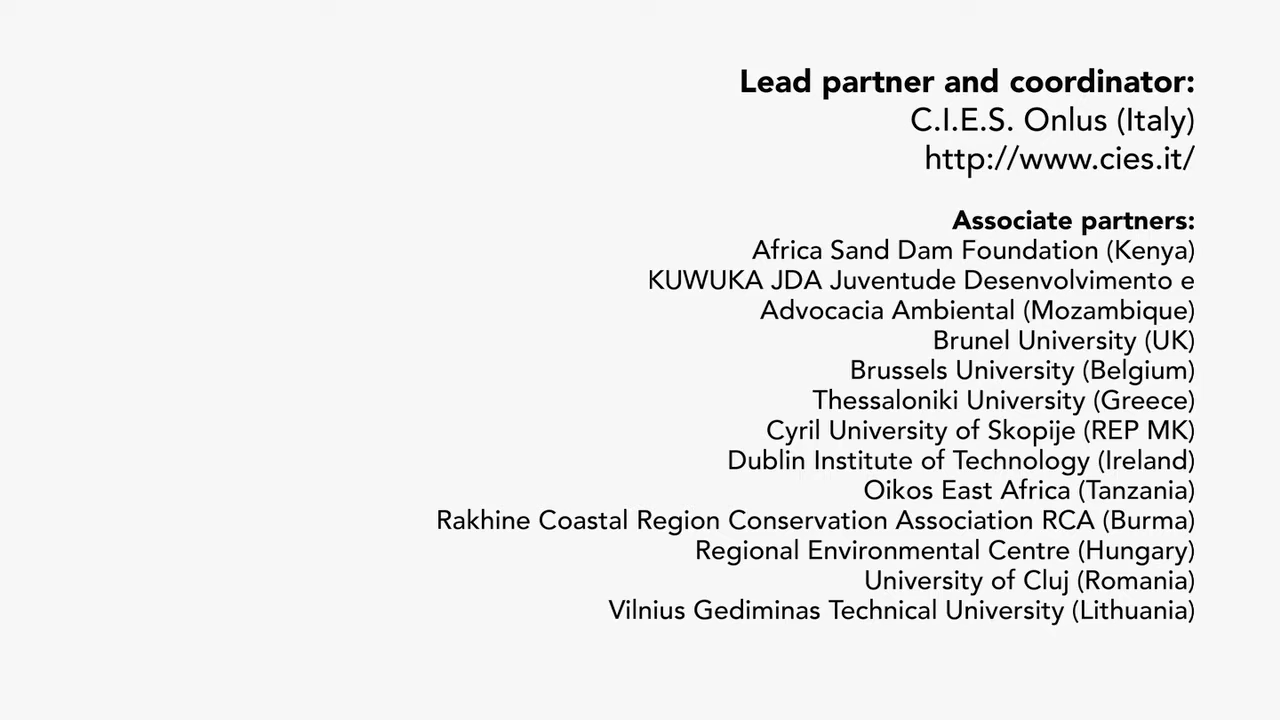 Lead partner and coordinator:
C.I.E.S. Onlus (Italy)
http://www.cies.it/
Associate partners:
Africa Sand Dam Foundation (Kenya)
KUWUKA JDA Juventude Desenvolvimento e
Advocacia Ambiental (Mozambique)
Brunel University (UK)
Brussels University (Belgium)
Thessaloniki University (Greece)
Cyril University of Skopije (REP MK)
Dublin Institute of Technology (Ireland)
Oikos East Africa (Tanzania)
Rakhine Coastal Region Conservation Association RCA (Burma)
Regional Environmental Centre (Hungary)
University of Cluj (Romania)
Vilnius Gediminas Technical University (Lithuania)